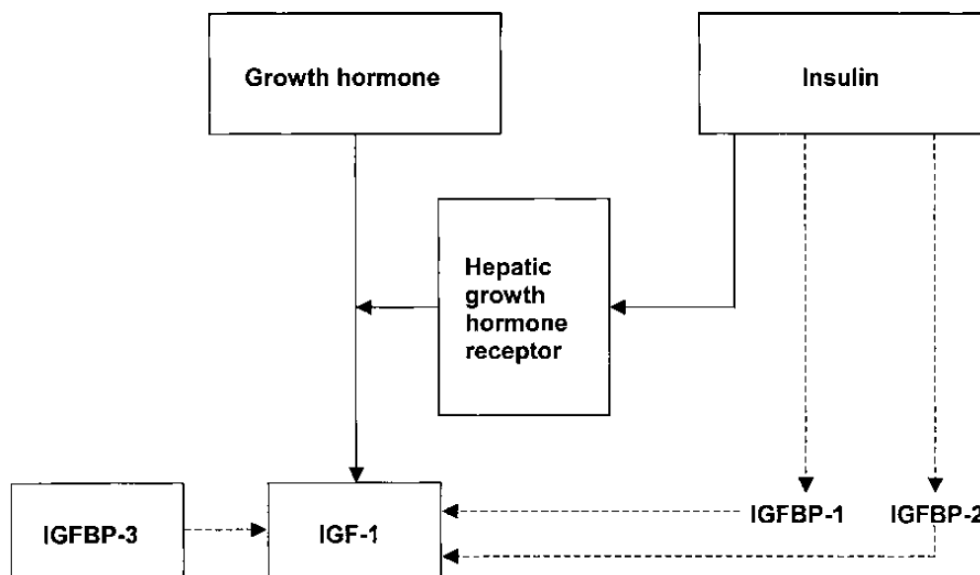 Growth hormone
Insulin
Hepatic
growth
hormone
receptor
IGFBP-3
IGF-1
IGFBP-1
IGFBP-2